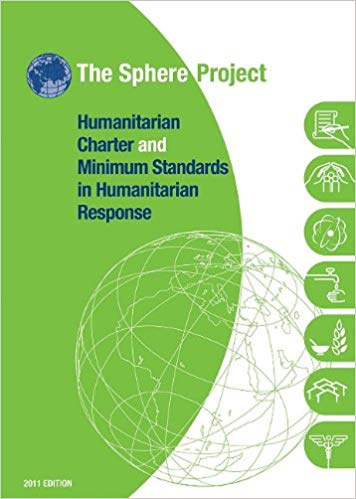 The Sphere Project
Humanitarian
Charter and
Minimum Standards
in Humanitarian
Response
2011 EDITION